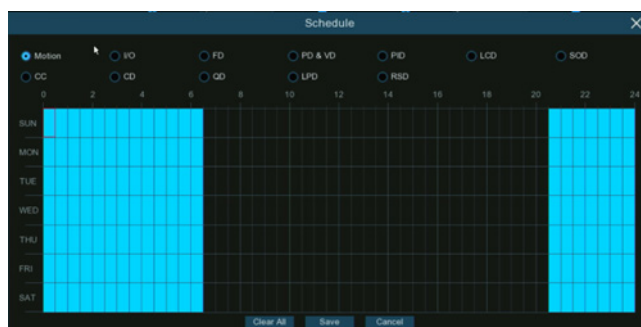 Schedule
Motion I/O FD PD & VD PID LCD SOD
CC CD QD LPD RSD
0 2 4 6 8 10 12 14 16 18 20 22 24
SUN
MON
TUE
WED
THU
FRI
SAT
Clear All Save Cancel